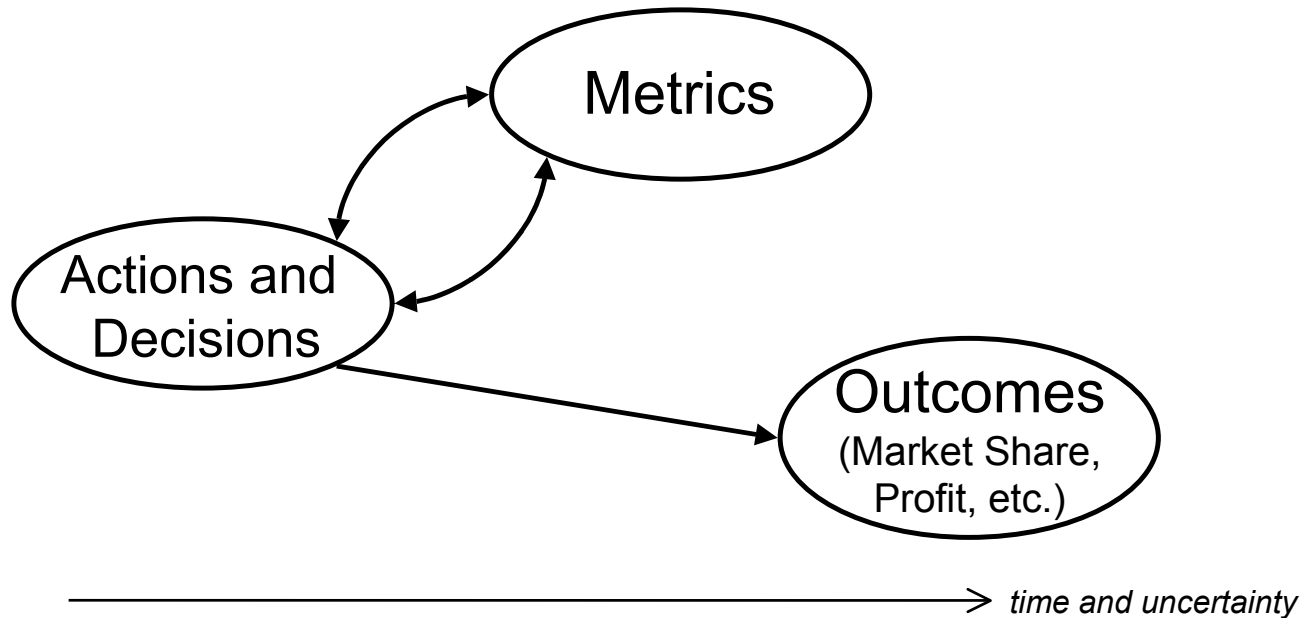 Metrics
Actions and
Decisions
Outcomes
(Market Share,
Profit, etc.)
time and uncertainty